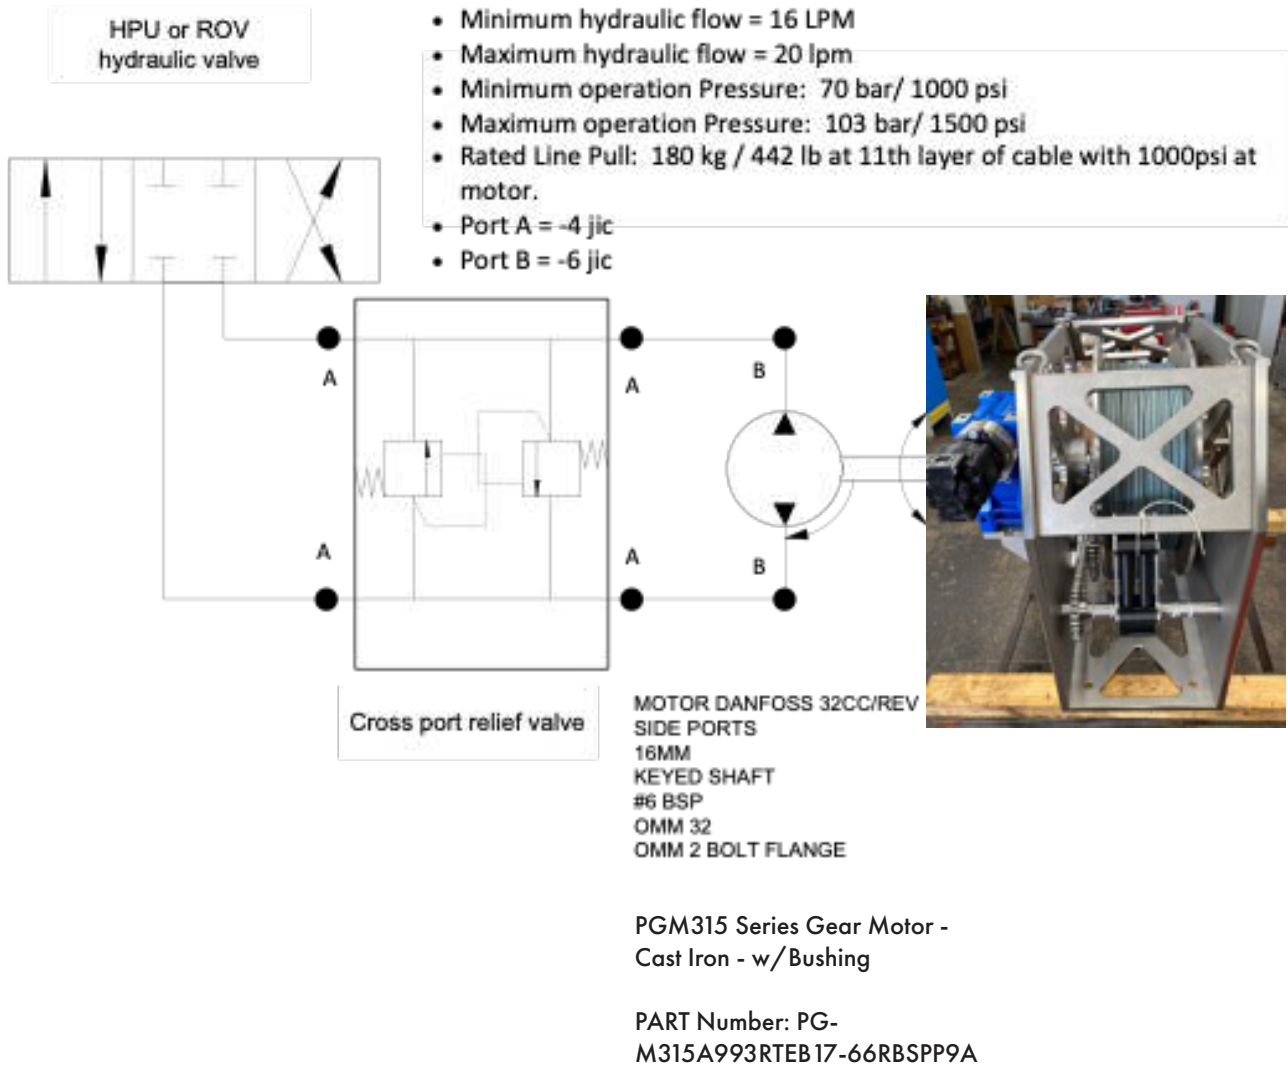 HPU or ROV
hydraulic valve
• Minimum hydraulic flow = 16 LPM
• Maximum hydraulic flow = 20 lpm
• Minimum operation Pressure: 70 bar/ 1000 psi
• Maximum operation Pressure: 103 bar/ 1500 psi
• Rated Line Pull: 180 kg / 442 lb at 11th layer of cable with 1000psi at
motor.
• Port A = -4 jic
• Port B = -6 jic
A
A
B
A
A
B
Cross port relief valve
MOTOR DANFOSS 32CC/REV
SIDE PORTS
16MM
KEYED SHAFT
#6 BSP
OMM 32
OMM 2 BOLT FLANGE
PGM315 Series Gear Motor -
Cast Iron - w/Bushing
PART Number: PG-
M315A993RTEB17-66RBSPP9A